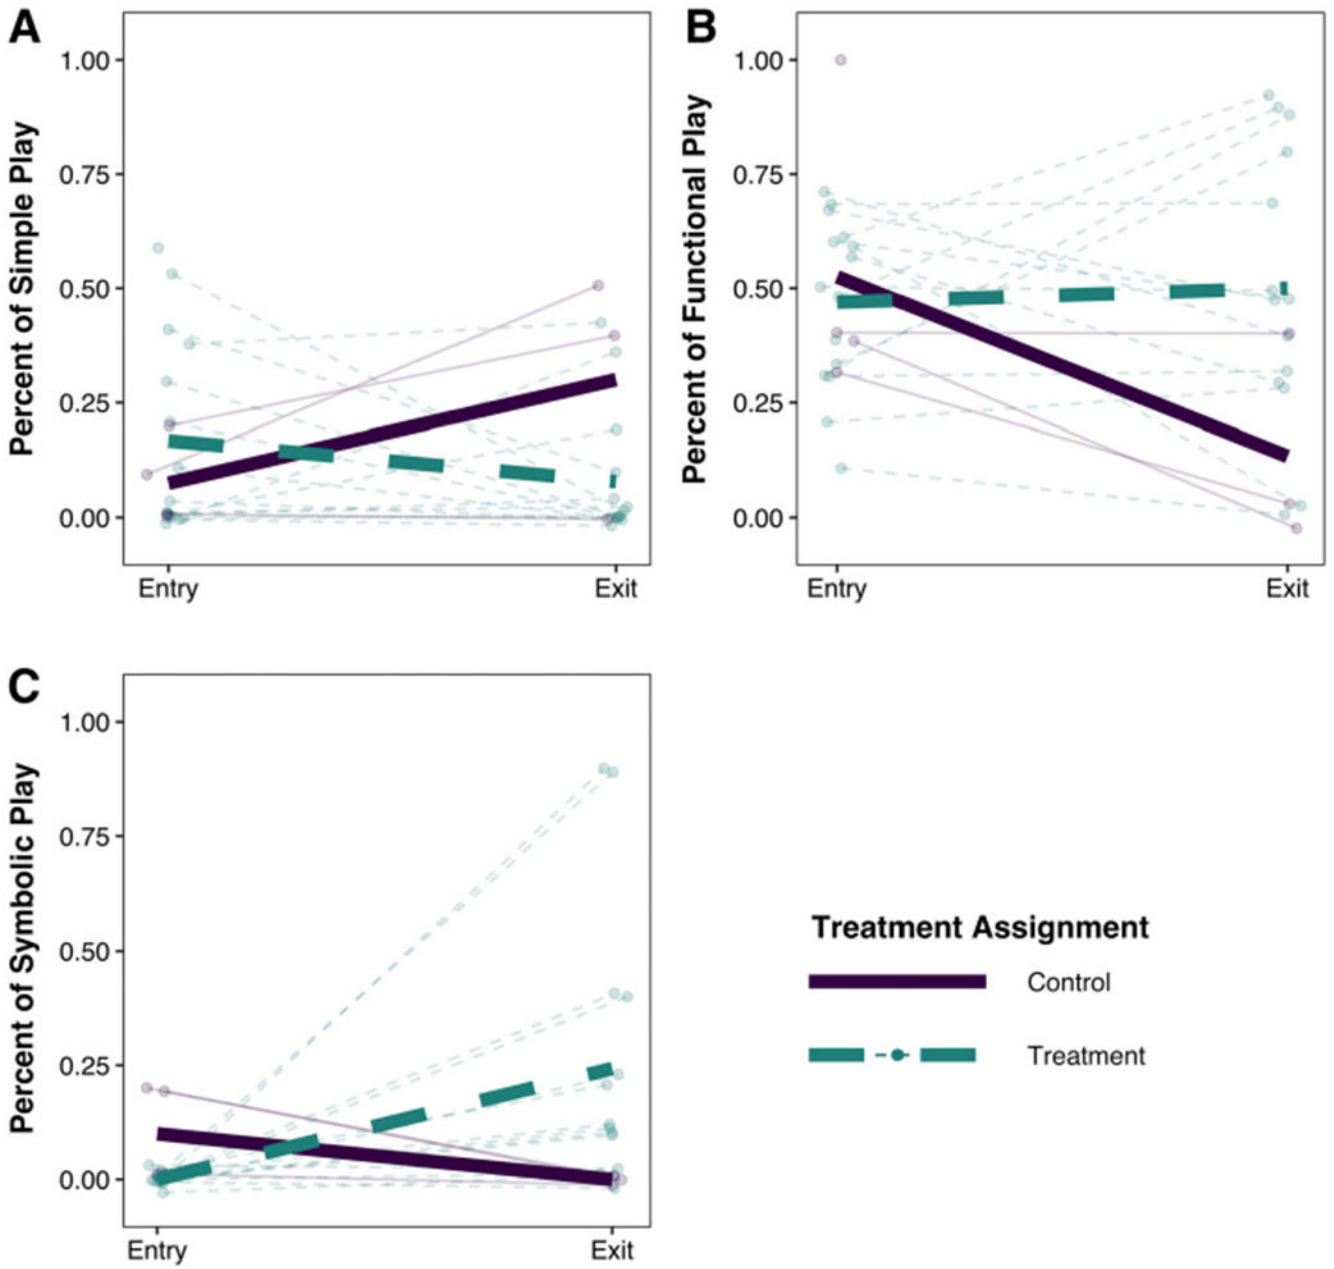 A
Percent of Simple Play
1.00
0.75
0.50
0.25
0.00
Entry
Exit
B
Percent of Functional Play
1.00
0.75
0.50
0.25
0.00
Entry
Exit
C
Percent of Symbolic Play
1.00
0.75
0.50
0.25
0.00
Entry
Exit
Treatment Assignment
Control
Treatment